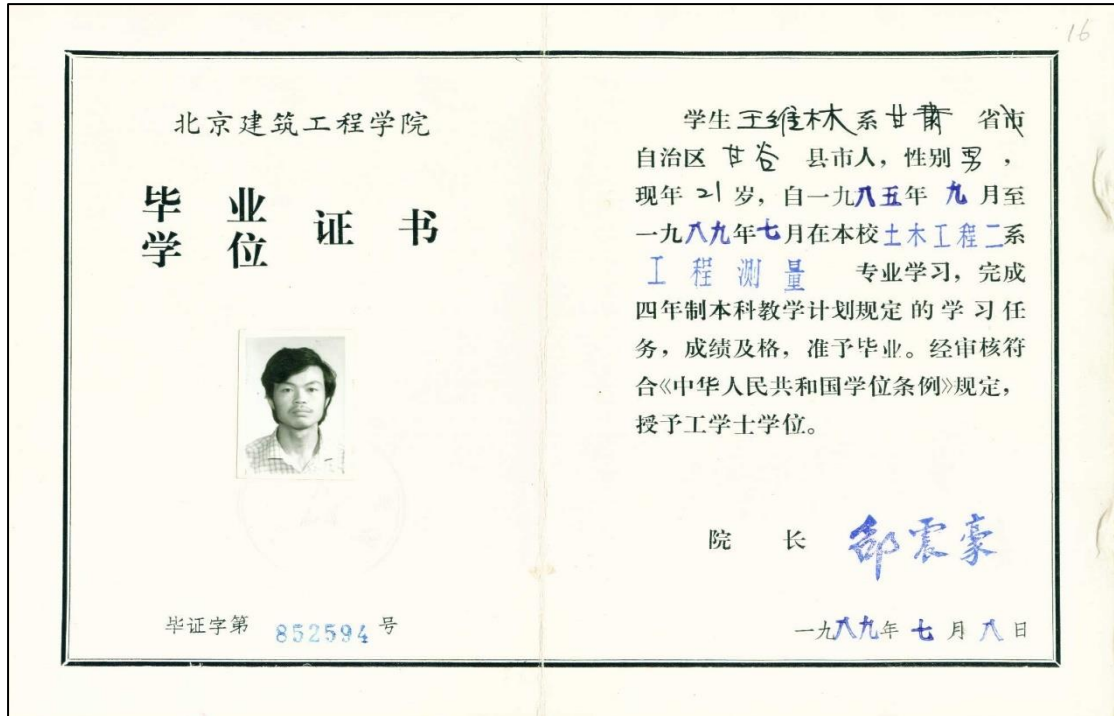 16
北京建筑工程学院
毕业 证书
学位
毕证字第 852594 号
学生王维林系甘肃 省市
自治区 甘谷 县市人，性别男，
现年21岁，自一九八五年 九月至
一九八九年七月在本校土木工程二系
工程测量 专业学习，完成
四年制本科教学计划规定的学习任
务，成绩及格，准予毕业。经审核符
合《中华人民共和国学位条例》规定，
授予工学士学位。
院 长 邵震豪
一九八九年 七月 八日